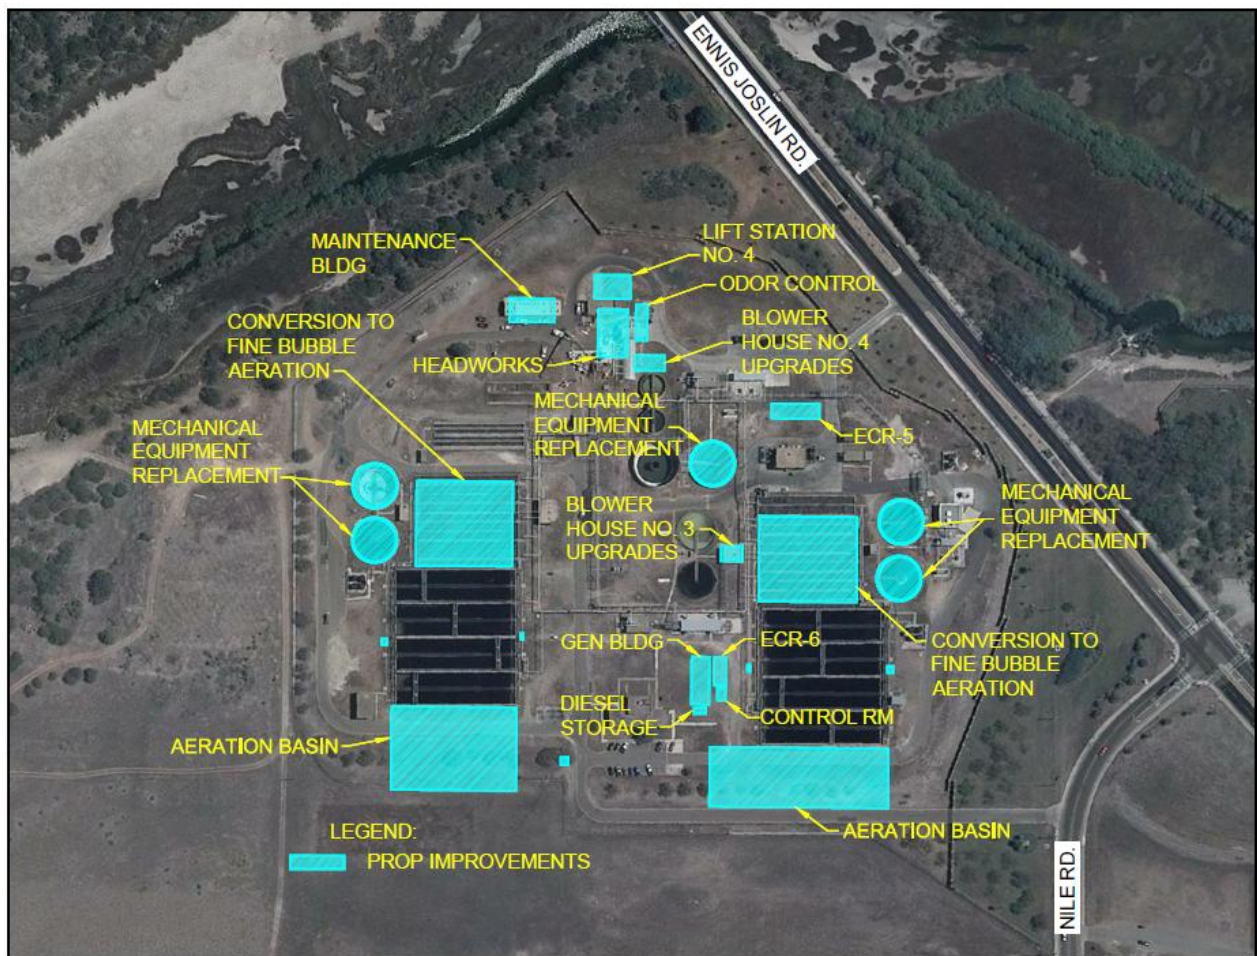 ENNIS JOSLIN RD.
LIFT STATION
NO. 4
MAINTENANCE
BLDG
ODOR CONTROL
CONVERSION TO
FINE BUBBLE
AERATION
BLOWER
HOUSE NO. 4
UPGRADES
HEADWORKS
MECHANICAL
EQUIPMENT
REPLACEMENT
MECHANICAL
EQUIPMENT
REPLACEMENT
ECR-5
MECHANICAL
EQUIPMENT
REPLACEMENT
BLOWER
HOUSE NO. 3
UPGRADES
GEN BLDG
ECR-6
CONVERSION TO
FINE BUBBLE
AERATION
DIESEL
STORAGE
CONTROL RM
AERATION BASIN
AERATION BASIN
LEGEND:
PROP IMPROVEMENTS
NILE RD.